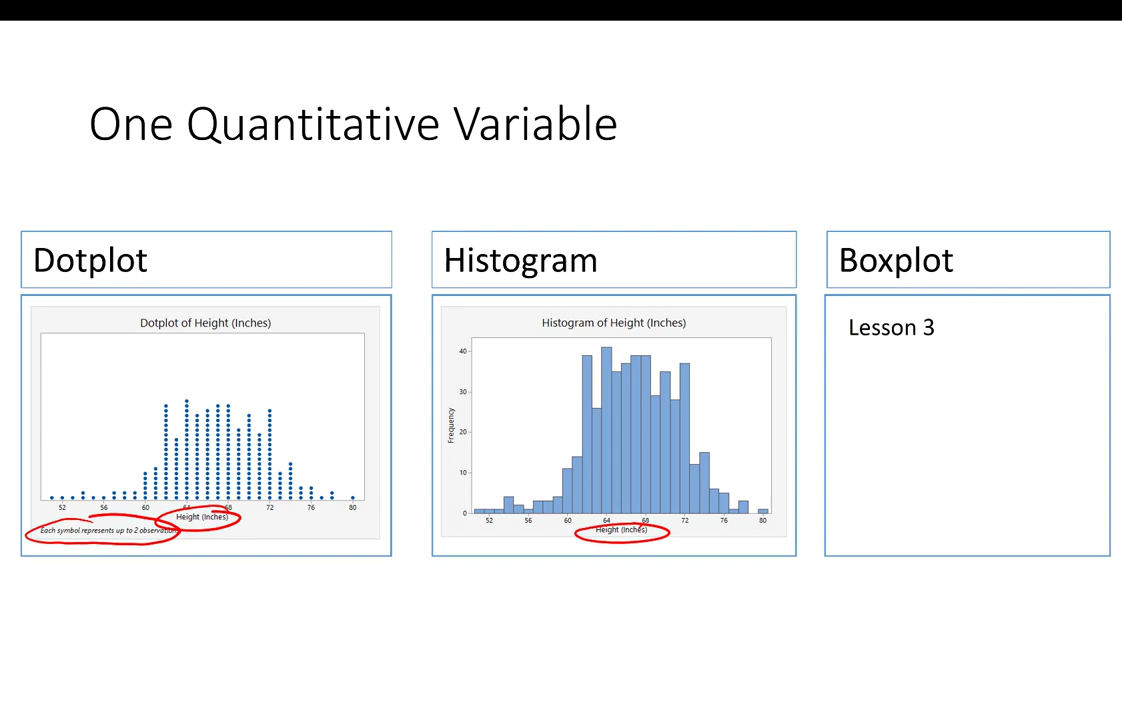 One Quantitative Variable
Dotplot
Dotplot of Height (Inches)
52 56 60 64 68 72 76 80
Height (Inches)
Each symbol represents up to 2 observations
Histogram
Histogram of Height (Inches)
Frequency
40
30
20
10
0
52 56 60 64 68 72 76 80
Height (Inches)
Boxplot
Lesson 3